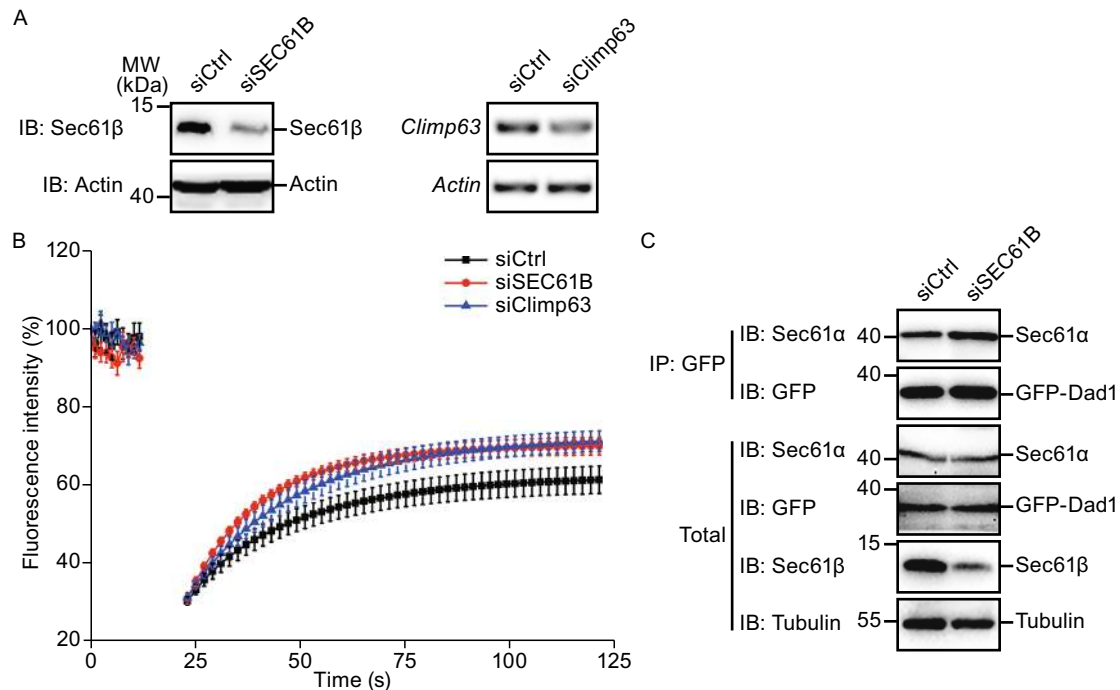 A
MW
(kDa)
siCtrl
siSEC61B
15
IB: Sec61β
Sec61β
IB: Actin
40
Actin
siCtrl
siClimp63
Climp63
Actin
B
120
100
80
60
40
20
Fluorescence intensity (%)
siCtrl
siSEC61B
siClimp63
0
25
50
75
100
125
Time (s)
C
siCtrl
siSEC61B
IP: GFP
IB: Sec61α
40
Sec61α
IB: GFP
40
GFP-Dad1
Total
IB: Sec61α
40
Sec61α
IB: GFP
40
GFP-Dad1
IB: Sec61β
15
Sec61β
IB: Tubulin
55
Tubulin